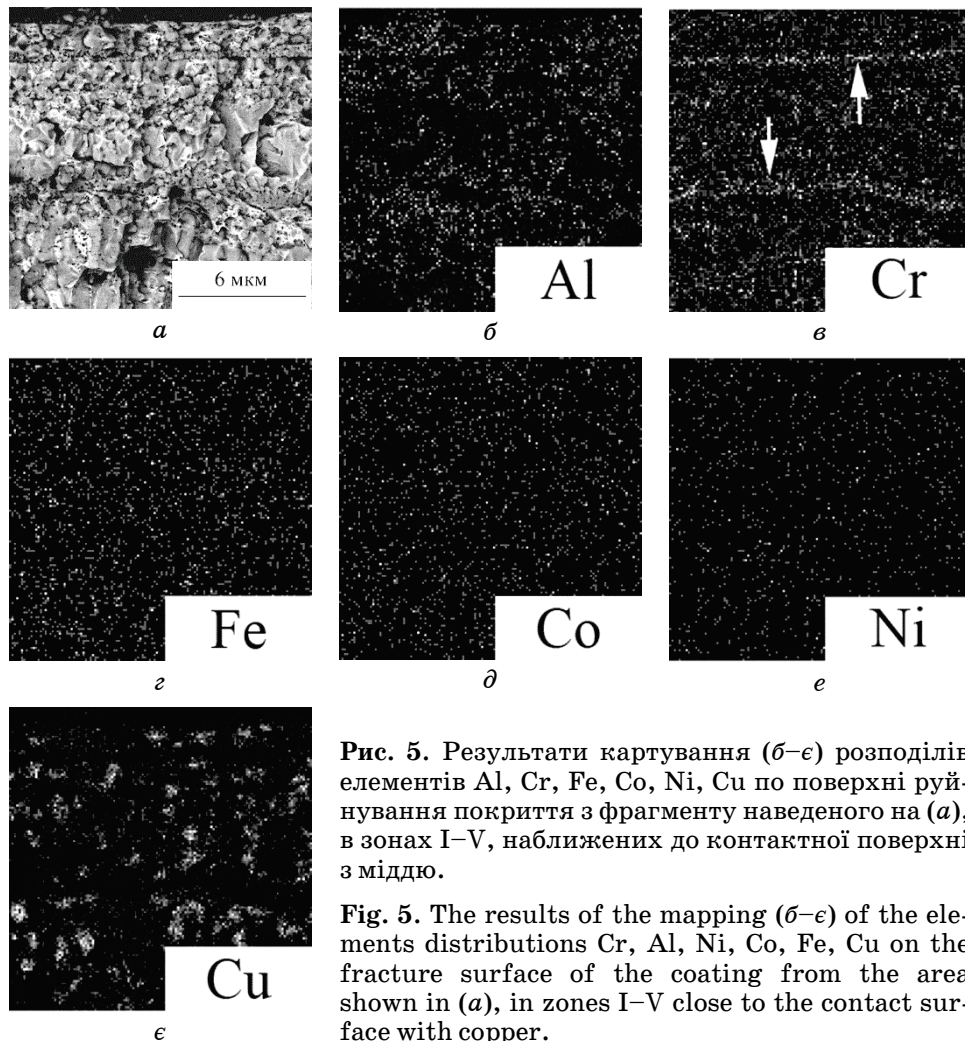 6 мкм
Al
Cr
а
б
в
Fe
Co
Ni
г
д
е
Cu
є
Рис. 5. Результати картування (б–є) розподілів
елементів Al, Cr, Fe, Co, Ni, Cu по поверхні руй-
нування покриття з фрагменту наведеного на (а),
в зонах I–V, наближених до контактної поверхні
з міддю.
Fig. 5. The results of the mapping (б–є) of the ele-
ments distributions Cr, Al, Ni, Co, Fe, Cu on the
fracture surface of the coating from the area
shown in (а), in zones I–V close to the contact sur-
face with copper.